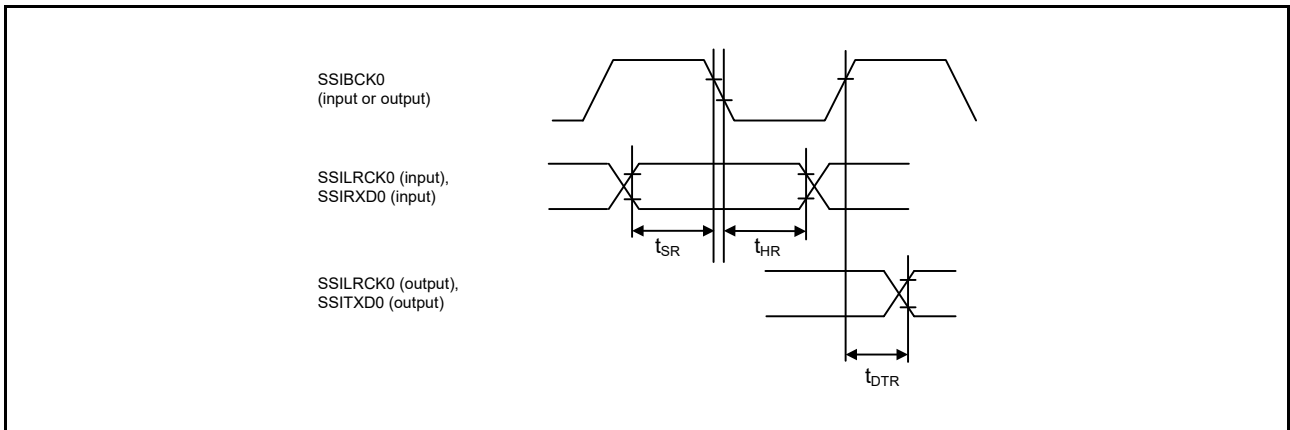 SSIBCK0
(input or output)
SSILRCK0 (input),
SSIRXD0 (input)
tSR
tHR
SSILRCK0 (output),
SSITXD0 (output)
tDTR